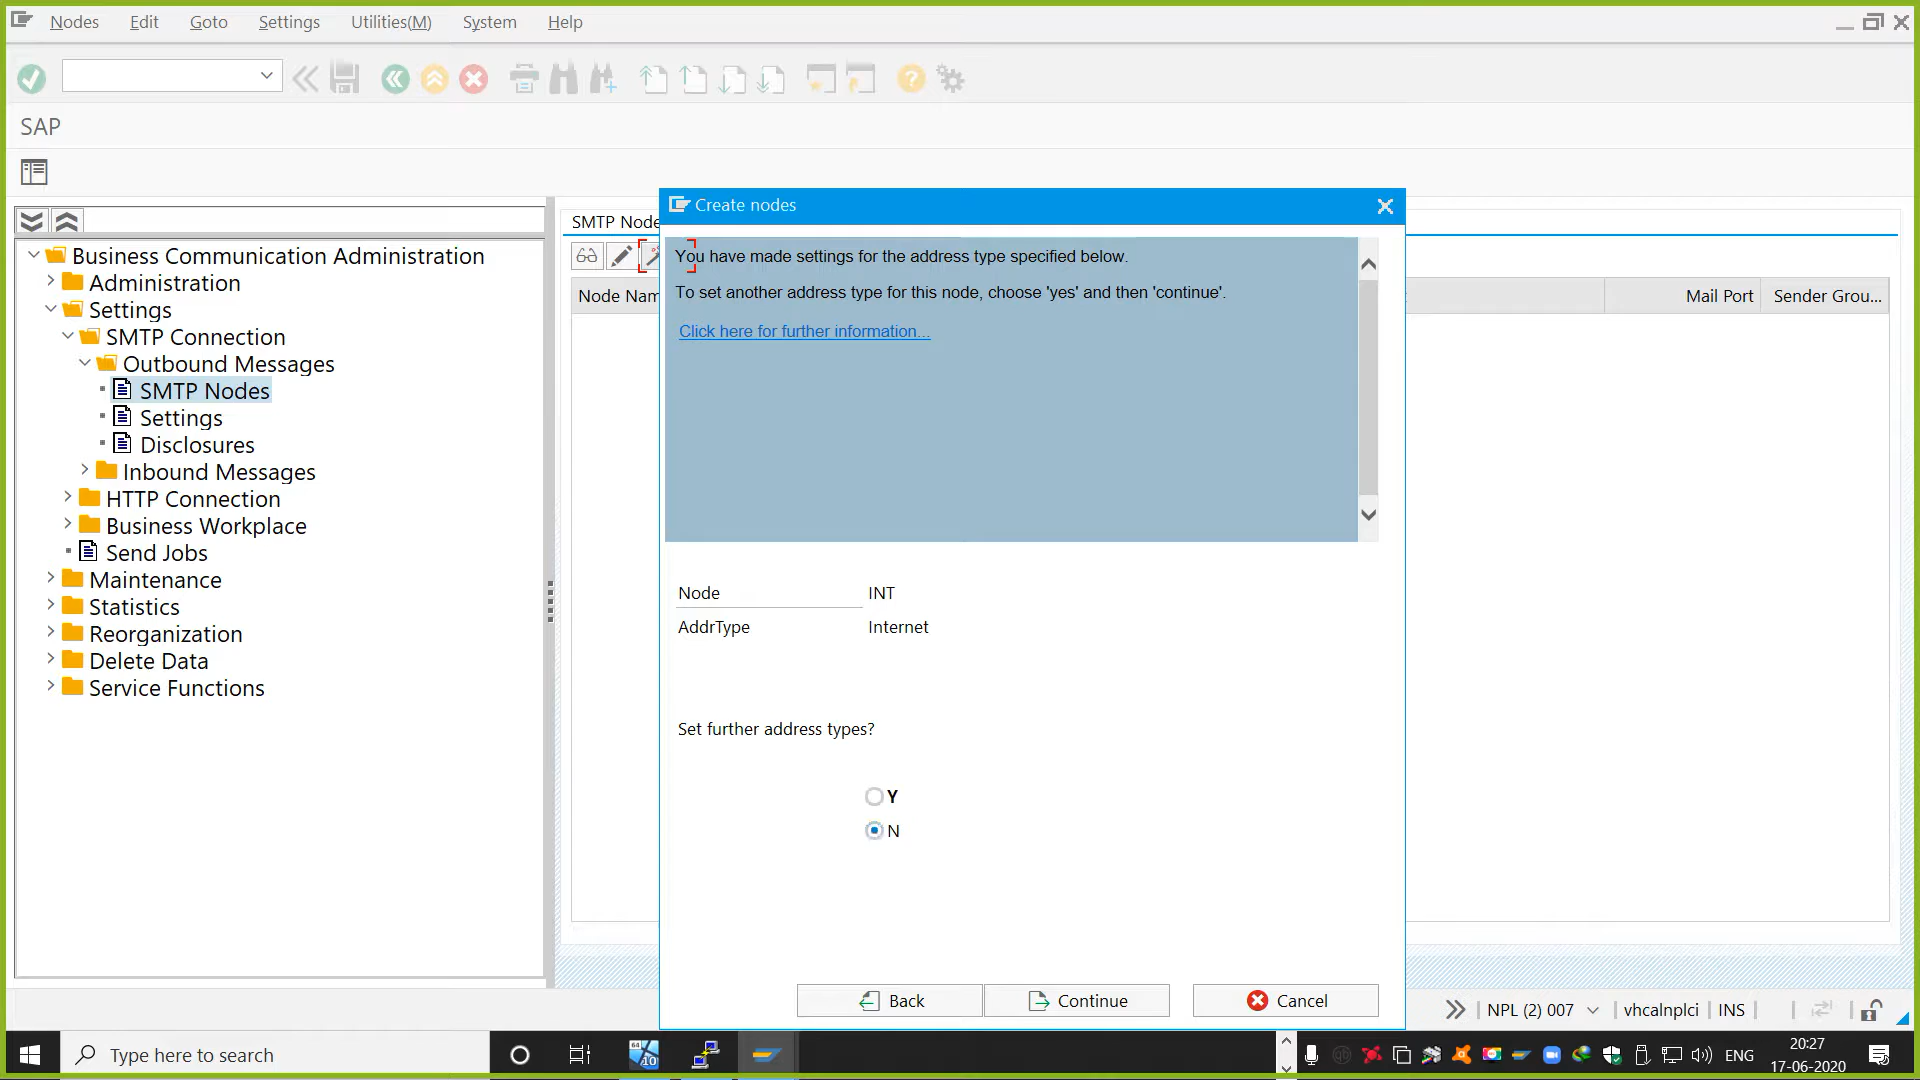 Nodes Edit Goto Settings Utilities(M) System Help
SAP
Business Communication Administration
Administration
Settings
SMTP Connection
Outbound Messages
SMTP Nodes
Settings
Disclosures
Inbound Messages
HTTP Connection
Business Workplace
Send Jobs
Maintenance
Statistics
Reorganization
Delete Data
Service Functions
SMTP Node
Node Nam
Mail Port Sender Grou...
Create nodes
You have made settings for the address type specified below.
To set another address type for this node, choose 'yes' and then 'continue'.
Click here for further information...
Node INT
AddrType Internet
Set further address types?
Y
N
Back Continue Cancel
NPL (2) 007 vhcalnplci INS
Type here to search
64
10
ENG
20:27
17-06-2020